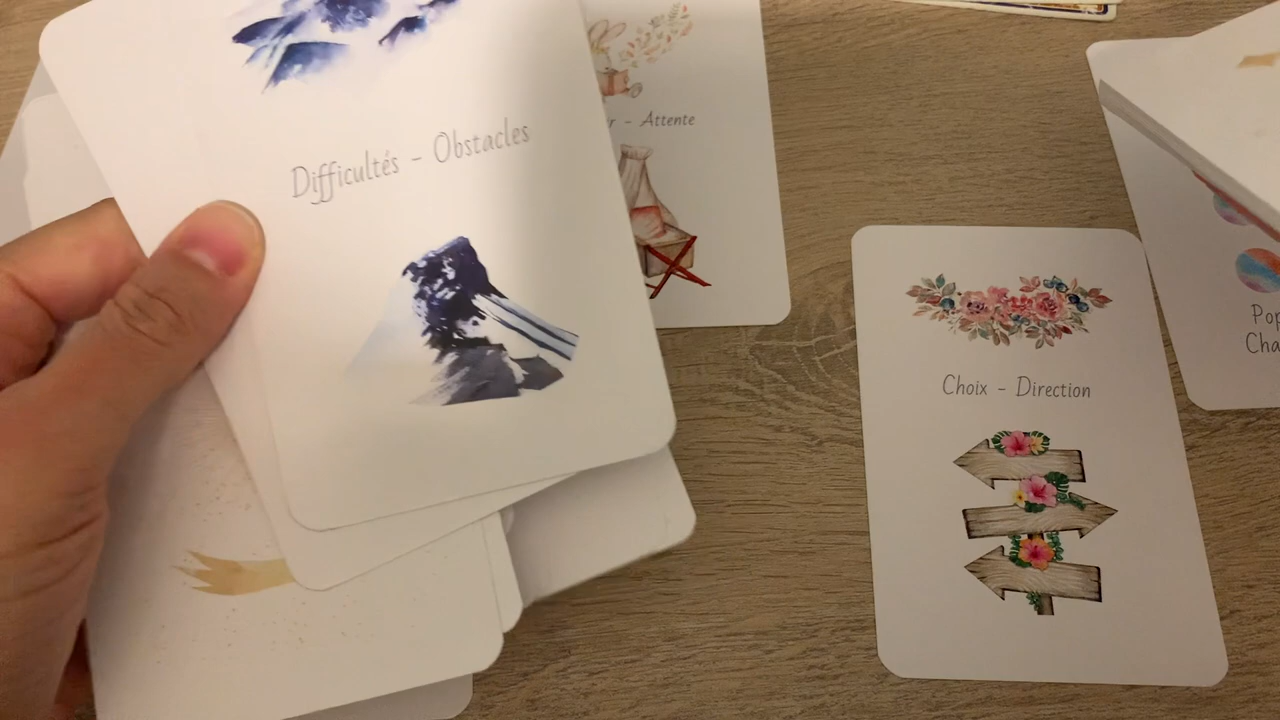 Difficultés - Obstacles
- Attente
Choix - Direction